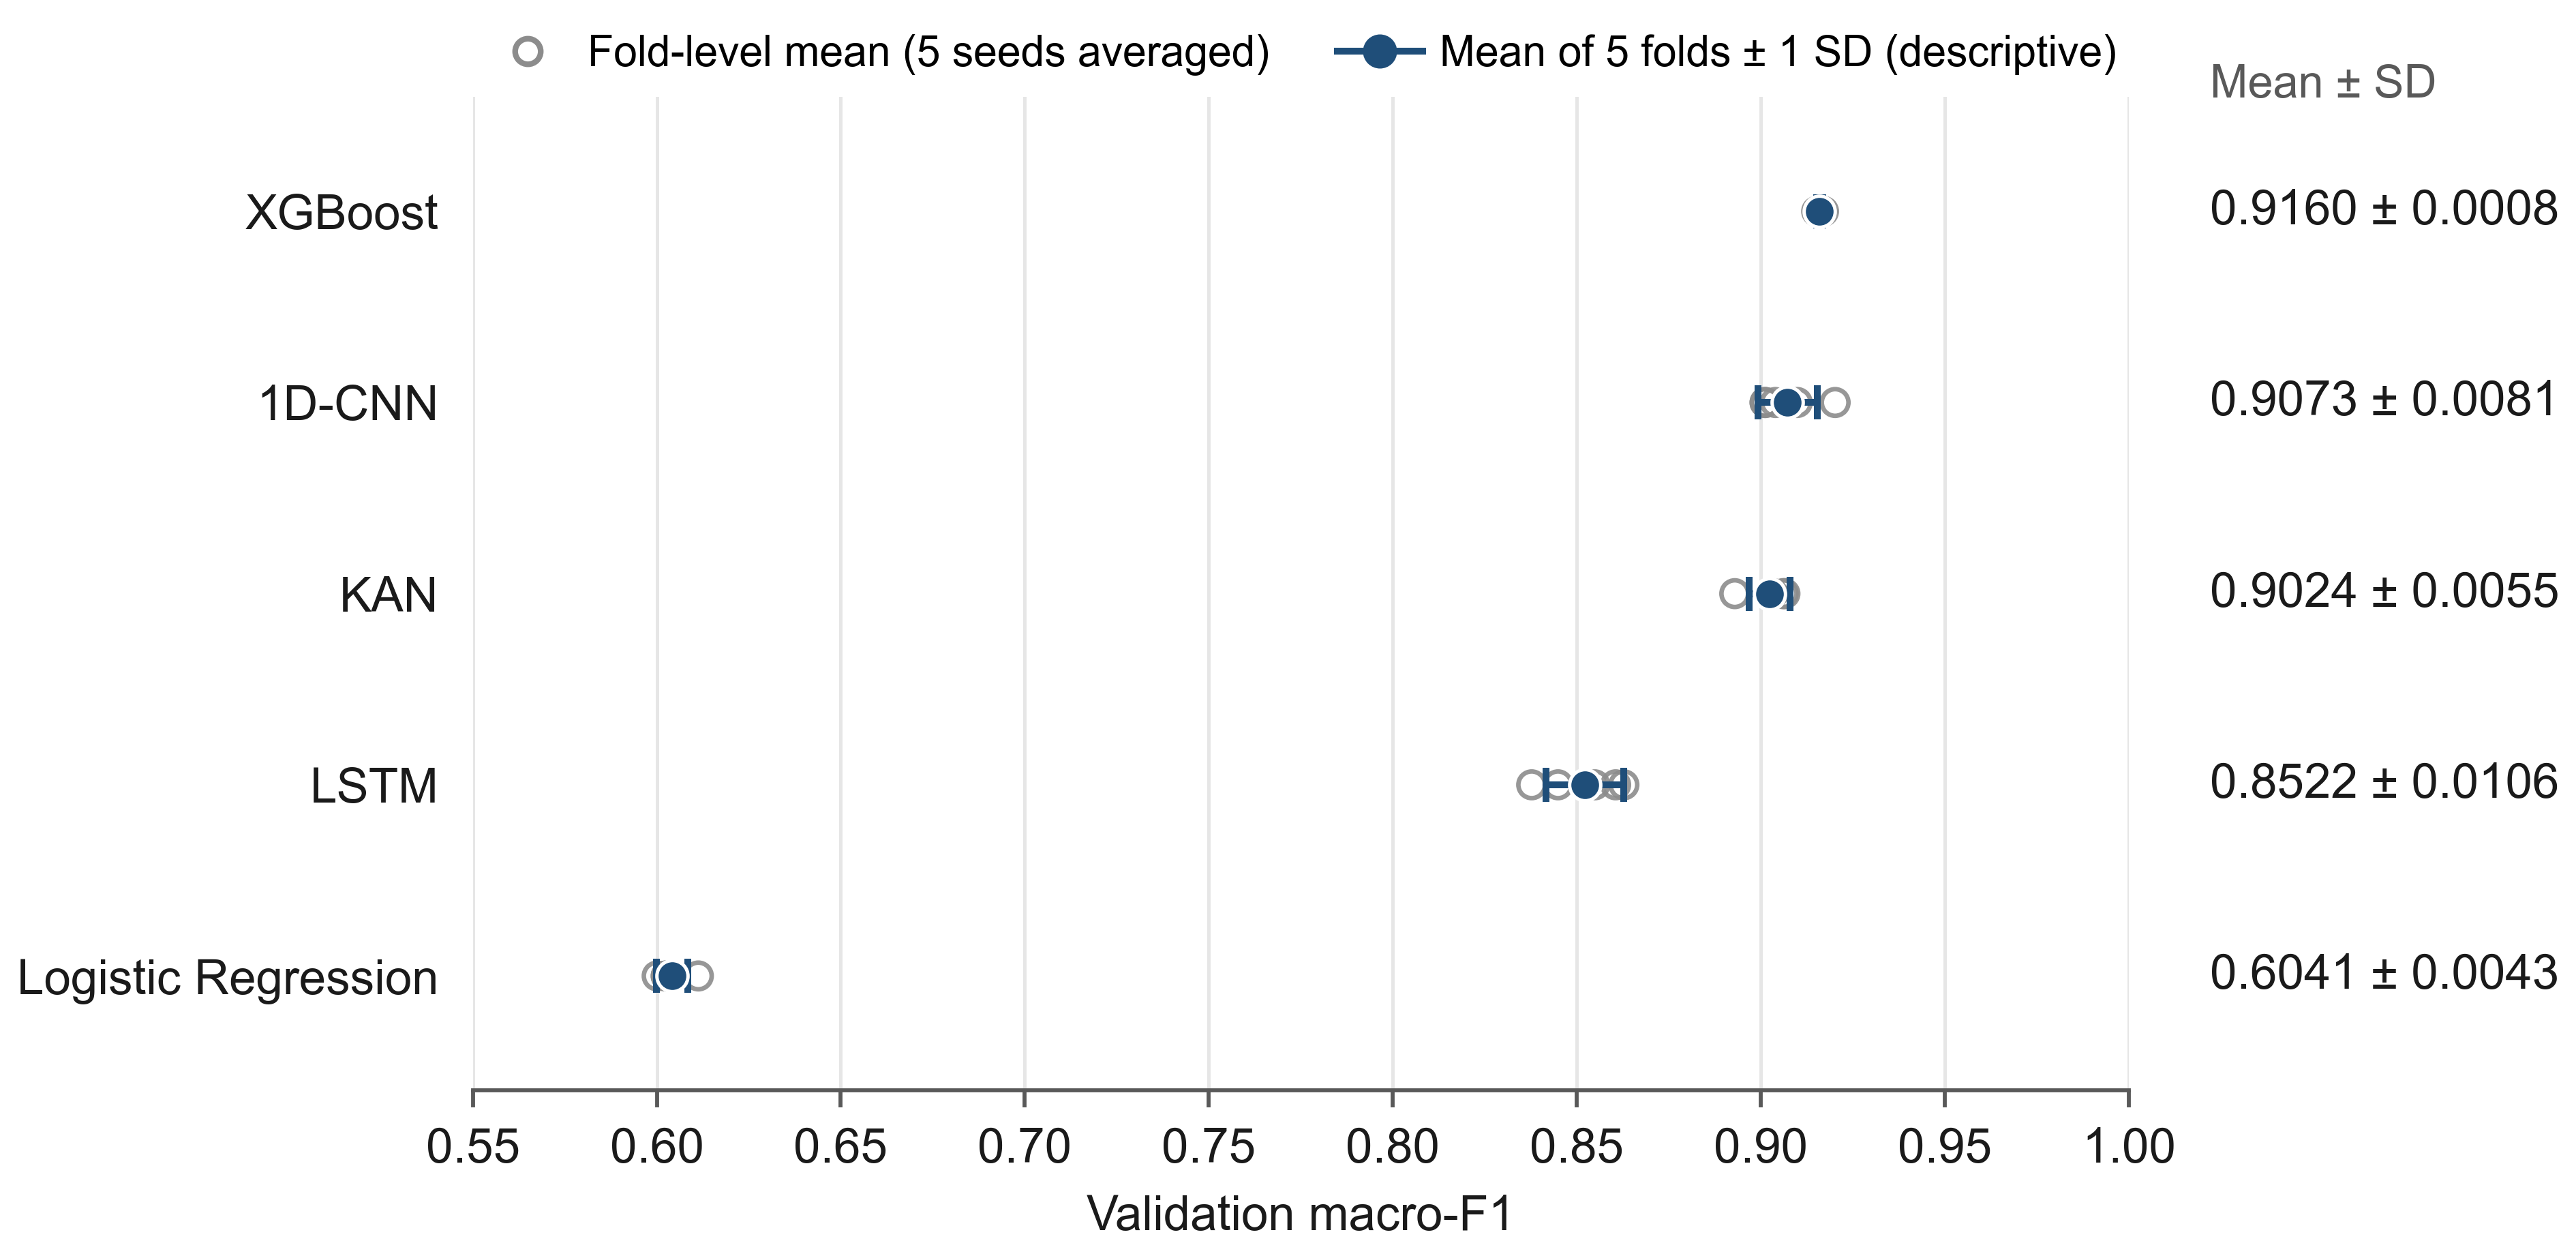 Fold-level mean (5 seeds averaged) Mean of 5 folds ± 1 SD (descriptive)
Mean ± SD
XGBoost 0.9160 ± 0.0008
1D-CNN 0.9073 ± 0.0081
KAN 0.9024 ± 0.0055
LSTM 0.8522 ± 0.0106
Logistic Regression 0.6041 ± 0.0043
0.55 0.60 0.65 0.70 0.75 0.80 0.85 0.90 0.95 1.00
Validation macro-F1